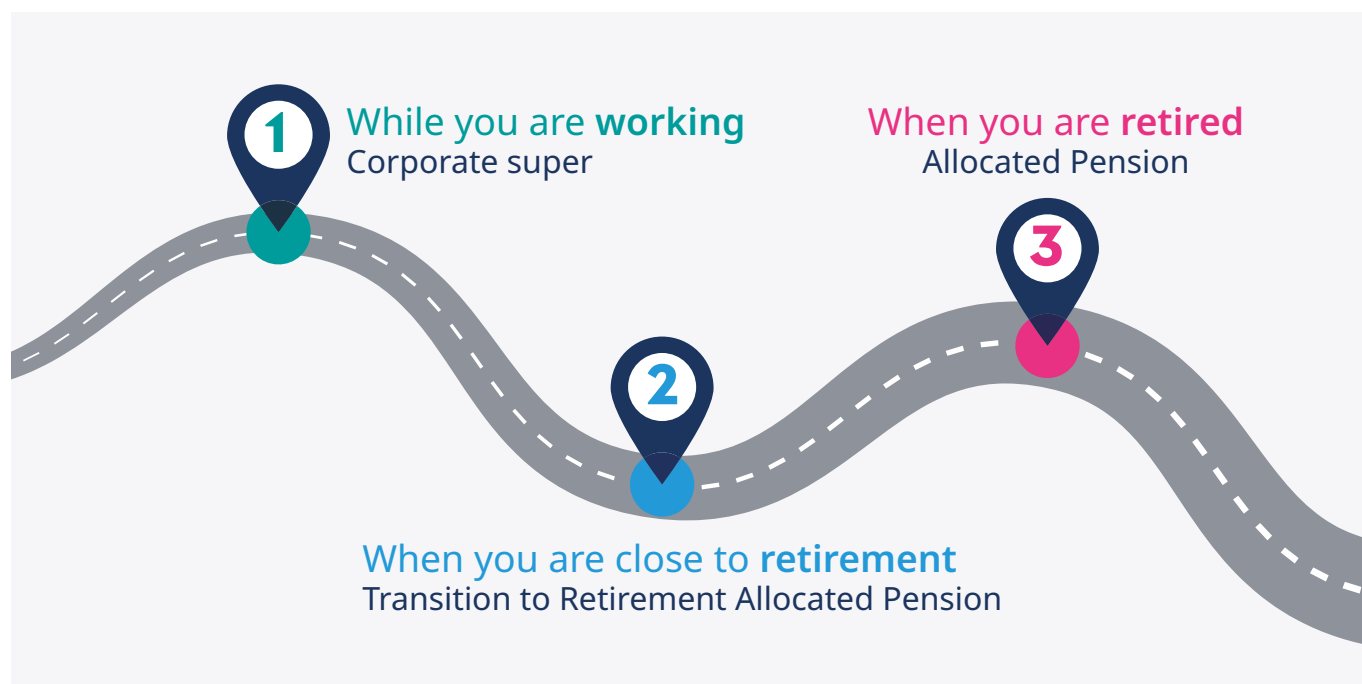 1
While you are working
Corporate super
2
When you are close to retirement
Transition to Retirement Allocated Pension
3
When you are retired
Allocated Pension